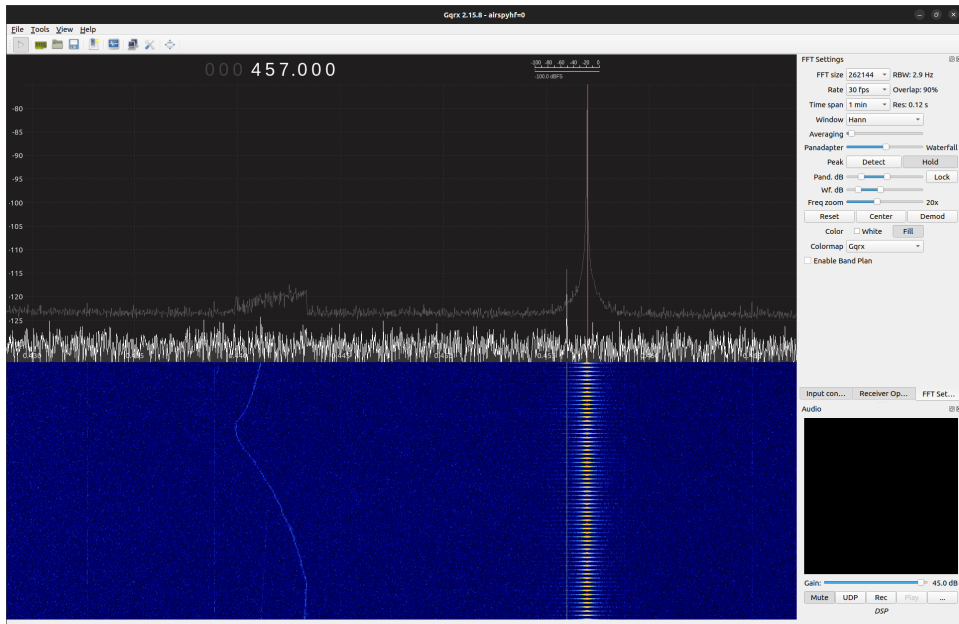 Gqrx 2.15.8 - airspyhf=0
File Tools View Help
000 457.000
-100 -80 -60 -40 -20 0
-100.0 dBFS
-80
-85
-90
-95
-100
-105
-110
-115
-120
-125
FFT Settings
FFT size 262144 RBW: 2.9 Hz
Rate 30 fps Overlap: 90%
Time span 1 min Res: 0.12 s
Window Hann
Averaging
Panadapter Waterfall
Peak Detect Hold
Pand. dB Lock
Wf. dB
Freq zoom 20x
Reset Center Demod
Color White Fill
Colormap Gqrx
Enable Band Plan
Input con... Receiver Op... FFT Set...
Audio
Gain: 45.0 dB
Mute UDP Rec Play ...
DSP